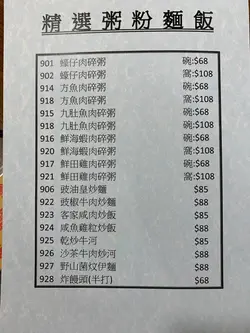 精選粥粉麵飯
901 蠔仔肉碎粥 碗:$68
902 蠔仔肉碎粥 窩:$108
914 方魚肉碎粥 碗:$68
918 方魚肉碎粥 窩:$108
915 九肚魚肉碎粥 碗:$68
918 九肚魚肉碎粥 窩:$108
916 鮮海蝦肉碎粥 碗:$68
920 鮮海蝦肉碎粥 窩:$108
917 鮮田雞肉碎粥 碗:$68
921 鮮田雞肉碎粥 窩:$108
906 豉油皇炒麵 $85
922 豉椒牛肉炒麵 $88
923 客家咸肉炒飯 $85
924 咸魚雞粒炒飯 $88
925 乾炒牛河 $85
926 沙茶牛肉炒河 $88
927 野山菌炆伊麵 $88
928 炸饅頭(半打) $68